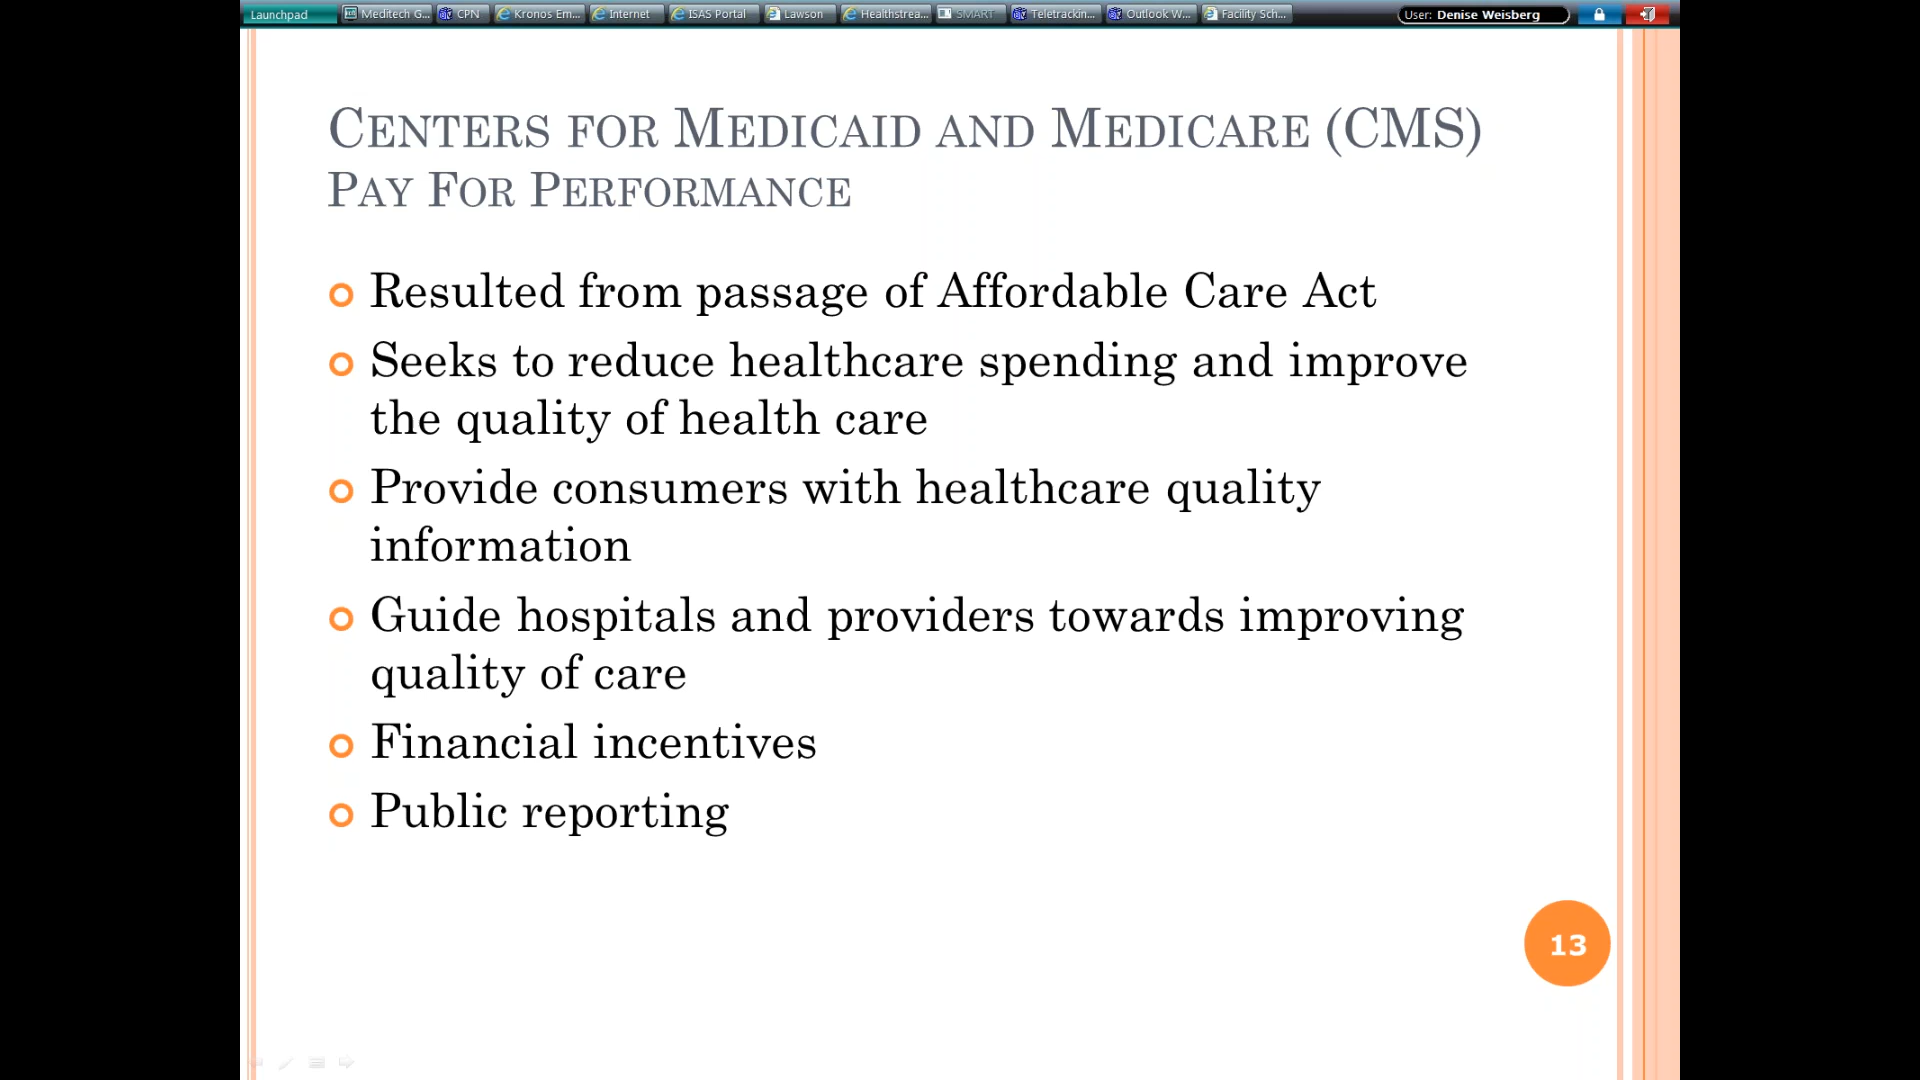 Launchpad Meditech G... CPN Kronos Em... Internet ISAS Portal Lawson Healthstrea... SMART Teletrackin... Outlook W... Facility Sch... User: Denise Weisberg
CENTERS FOR MEDICAID AND MEDICARE (CMS)
PAY FOR PERFORMANCE
Resulted from passage of Affordable Care Act
Seeks to reduce healthcare spending and improve
the quality of health care
Provide consumers with healthcare quality
information
Guide hospitals and providers towards improving
quality of care
Financial incentives
Public reporting
13